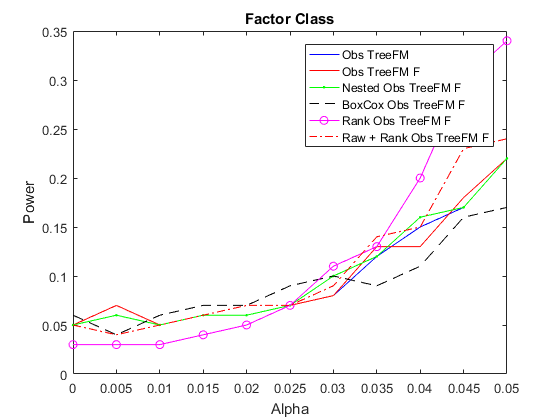 Factor Class
Power
0.35
0.3
0.25
0.2
0.15
0.1
0.05
0
Obs TreeFM
Obs TreeFM F
Nested Obs TreeFM F
BoxCox Obs TreeFM F
Rank Obs TreeFM F
Raw + Rank Obs TreeFM F
0 0.005 0.01 0.015 0.02 0.025 0.03 0.035 0.04 0.045 0.05
Alpha